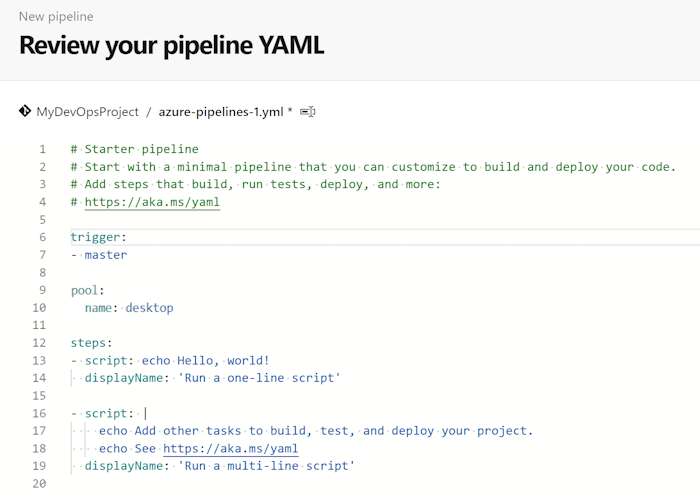 New pipeline
Review your pipeline YAML
MyDevOpsProject / azure-pipelines-1.yml *
1 # Starter pipeline
2 # Start with a minimal pipeline that you can customize to build and deploy your code.
3 # Add steps that build, run tests, deploy, and more:
4 # https://aka.ms/yaml
5
6 trigger:
7 - master
8
9 pool:
10   name: desktop
11
12 steps:
13 - script: echo Hello, world!
14   displayName: 'Run a one-line script'
15
16 - script: |
17     echo Add other tasks to build, test, and deploy your project.
18     echo See https://aka.ms/yaml
19   displayName: 'Run a multi-line script'
20